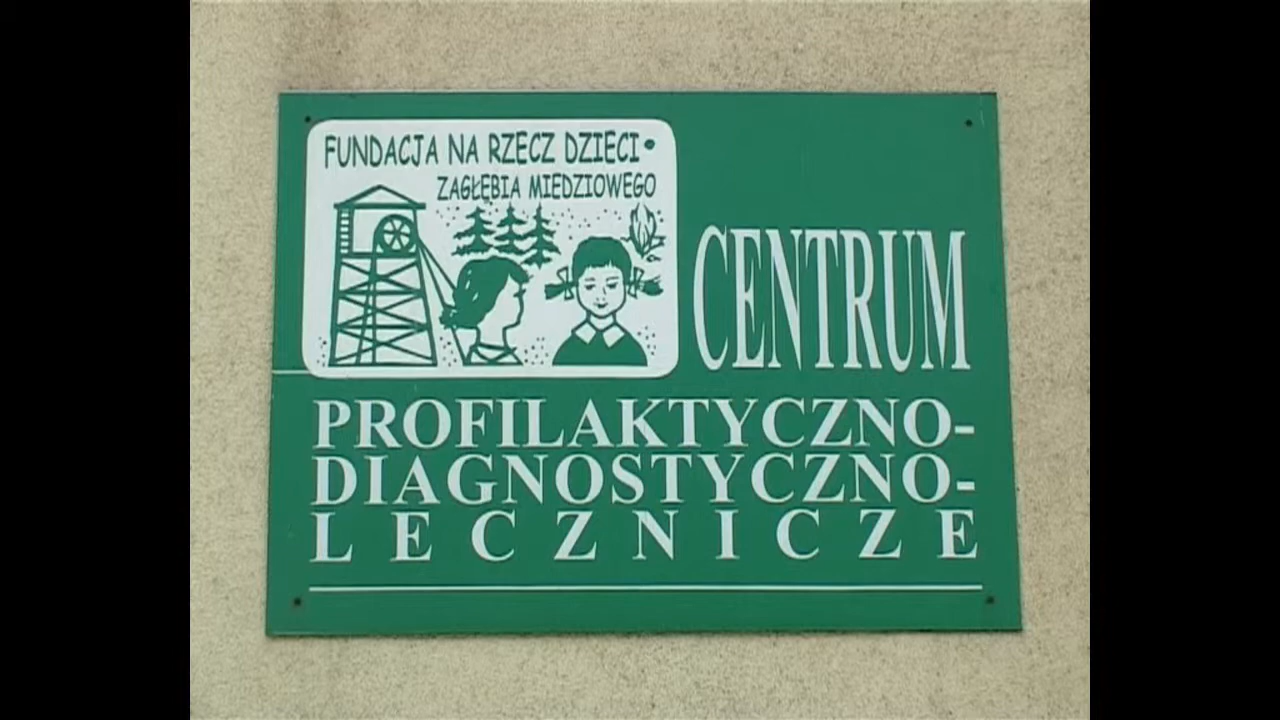 FUNDACJA NA RZECZ DZIECI
ZAGŁĘBIA MIEDZIOWEGO
CENTRUM
PROFILAKTYCZNO-
DIAGNOSTYCZNO-
LECZNICZE